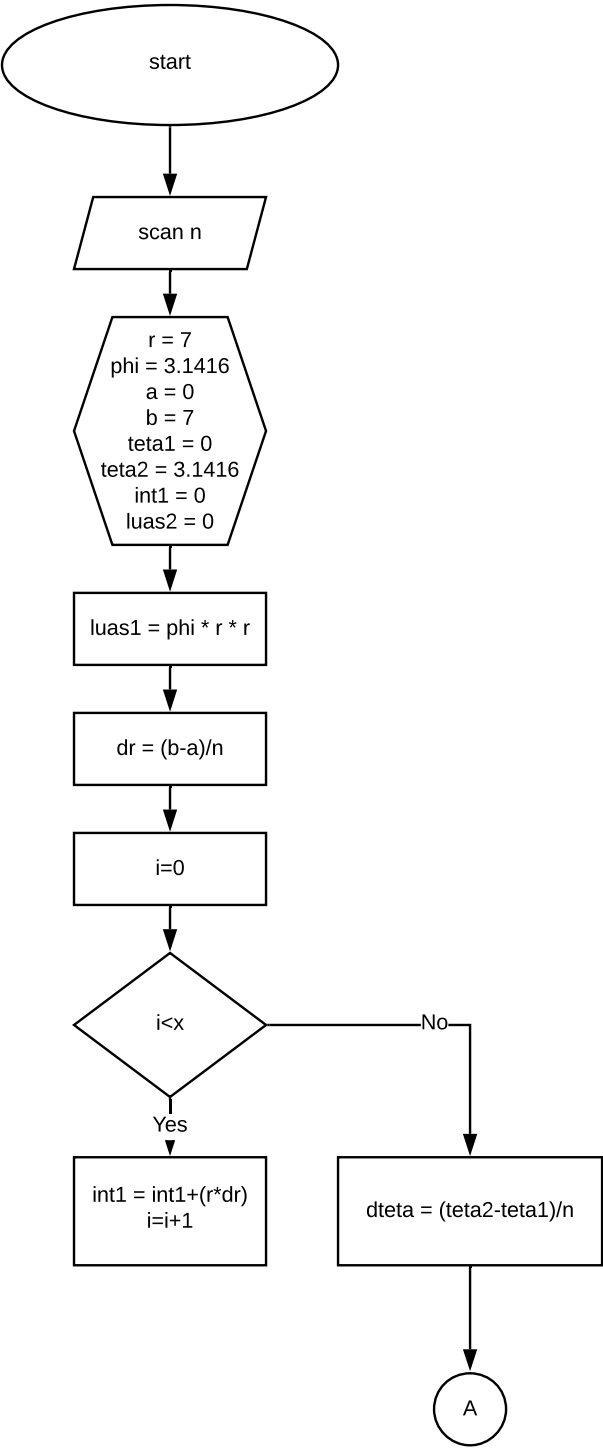 start
scan n
r = 7
phi = 3.1416
a = 0
b = 7
teta1 = 0
teta2 = 3.1416
int1 = 0
luas2 = 0
luas1 = phi * r * r
dr = (b-a)/n
i=0
i<x
No
Yes
int1 = int1+(r*dr)
i=i+1
dteta = (teta2-teta1)/n
A